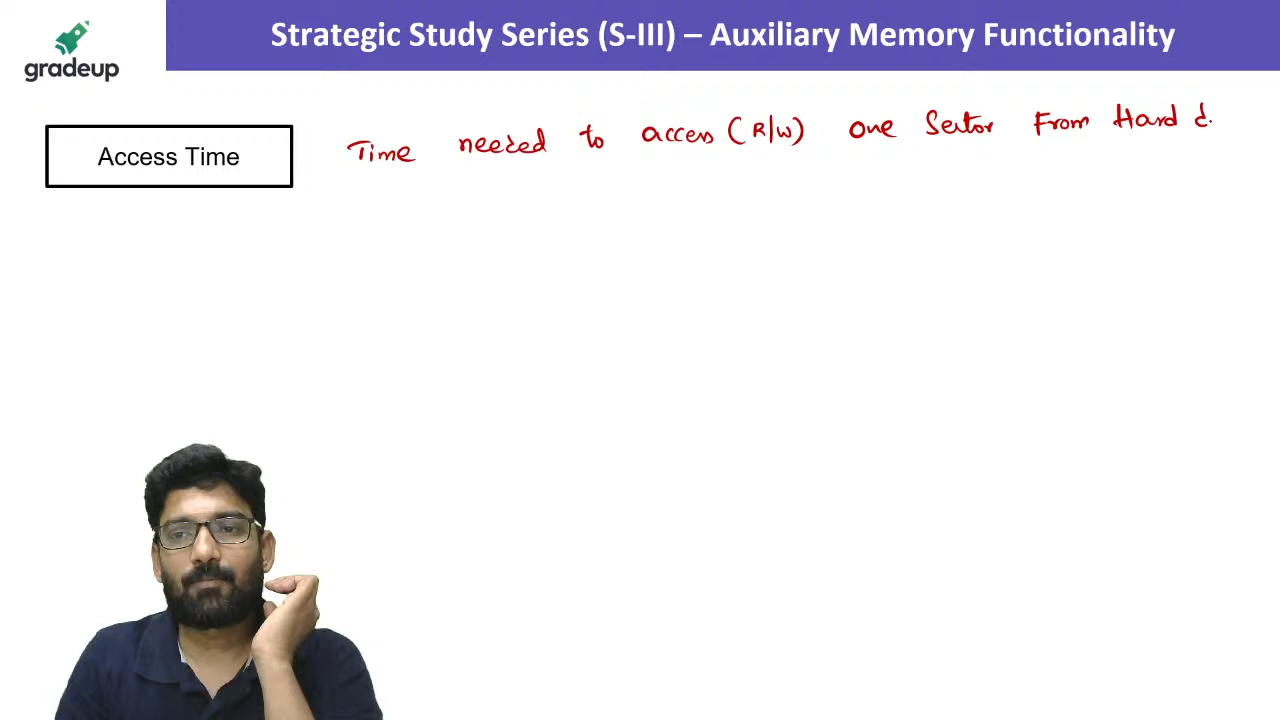 Strategic Study Series (S-III) – Auxiliary Memory Functionality
gradeup
Access Time
Time needed to access (R/W) one Sector From Hard d.